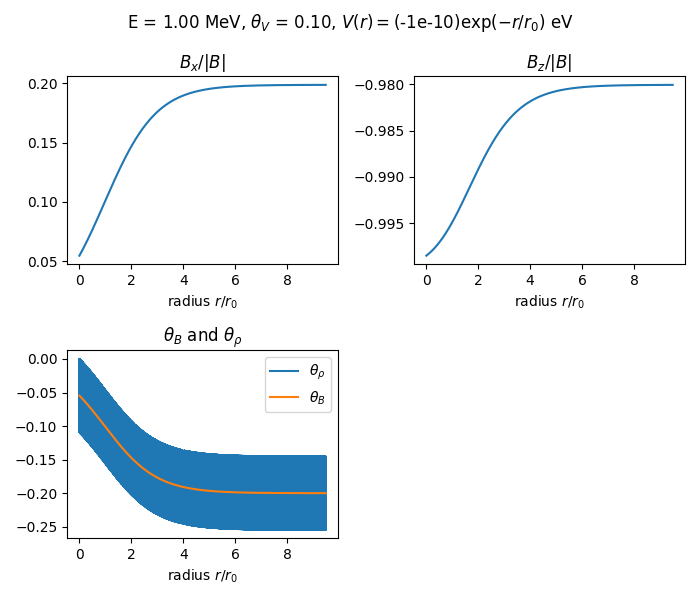 E = 1.00 MeV, θ_V = 0.10, V(r) = (-1e-10)exp(−r/r_0) eV
B_x/|B|
B_z/|B|
0.20
0.15
0.10
0.05
0 2 4 6 8
radius r/r_0
−0.980
−0.985
−0.990
−0.995
0 2 4 6 8
radius r/r_0
θ_B and θ_ρ
0.00
−0.05
−0.10
−0.15
−0.20
−0.25
θ_ρ
θ_B
0 2 4 6 8
radius r/r_0